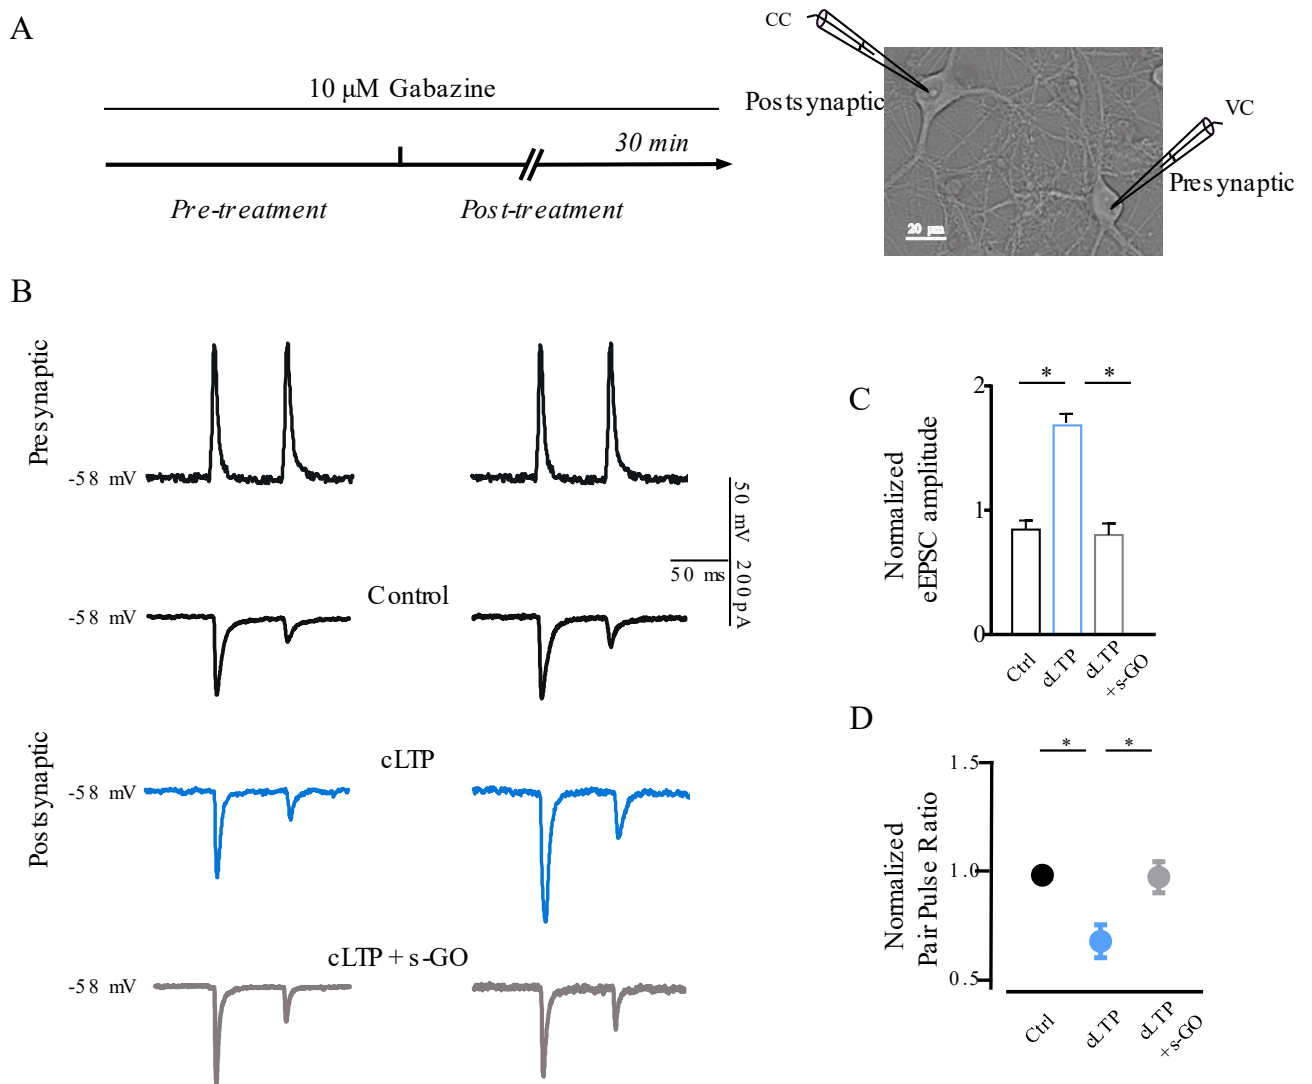 A
10 μM Gabazine
30 min
Pre-treatment
Post-treatment
CC
Postsynaptic
VC
Presynaptic
20 μm
B
Presynaptic
-58 mV
50 mV 200 pA
50 ms
Control
-58 mV
Postsynaptic
cLTP
-58 mV
cLTP + s-GO
-58 mV
C
Normalized
eEPSC amplitude
2
1
0
*
*
Ctrl
cLTP
cLTP
+s-GO
D
Normalized
Pair Pulse Ratio
1.5
1.0
0.5
*
*
Ctrl
cLTP
cLTP
+s-GO